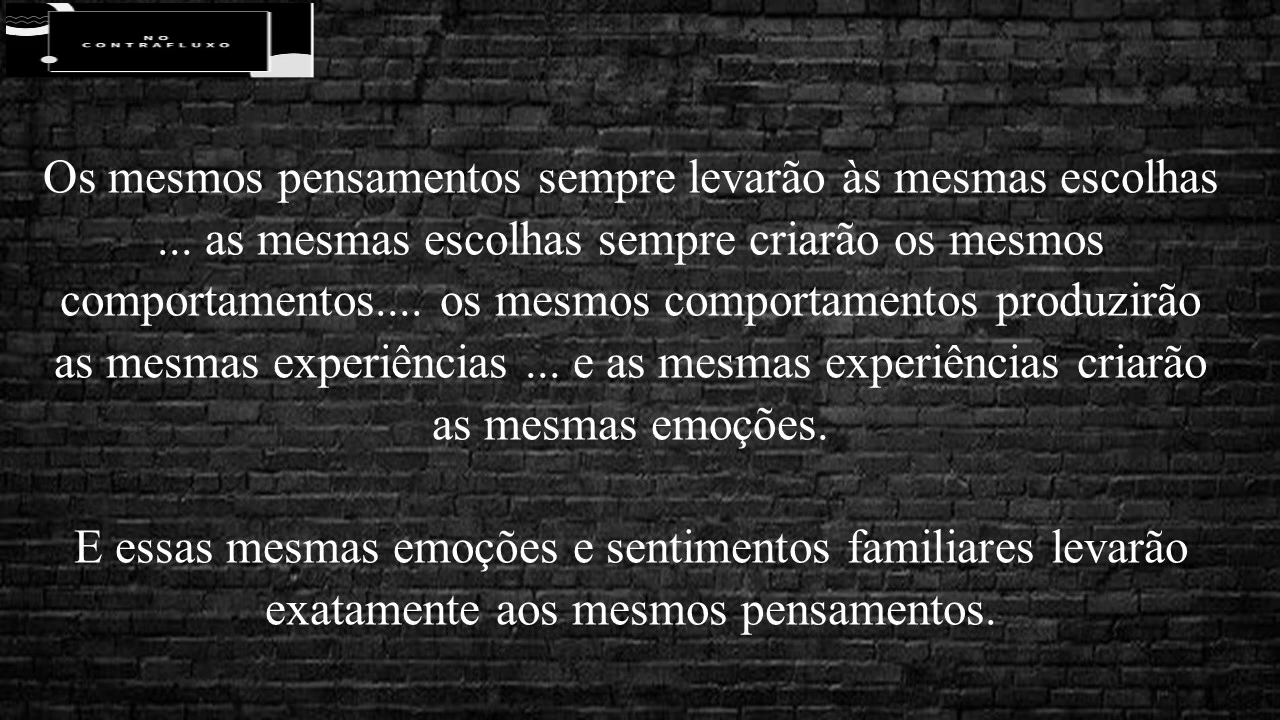 NO
CONTRAFLUXO
Os mesmos pensamentos sempre levarão às mesmas escolhas
... as mesmas escolhas sempre criarão os mesmos
comportamentos.... os mesmos comportamentos produzirão
as mesmas experiências ... e as mesmas experiências criarão
as mesmas emoções.
E essas mesmas emoções e sentimentos familiares levarão
exatamente aos mesmos pensamentos.